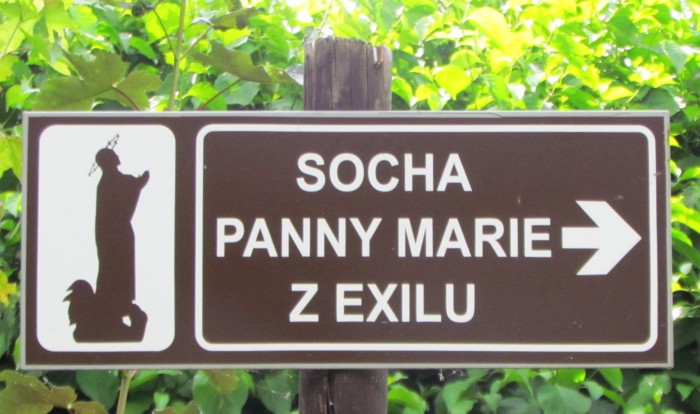 SOCHA
PANNY MARIE
Z EXILU